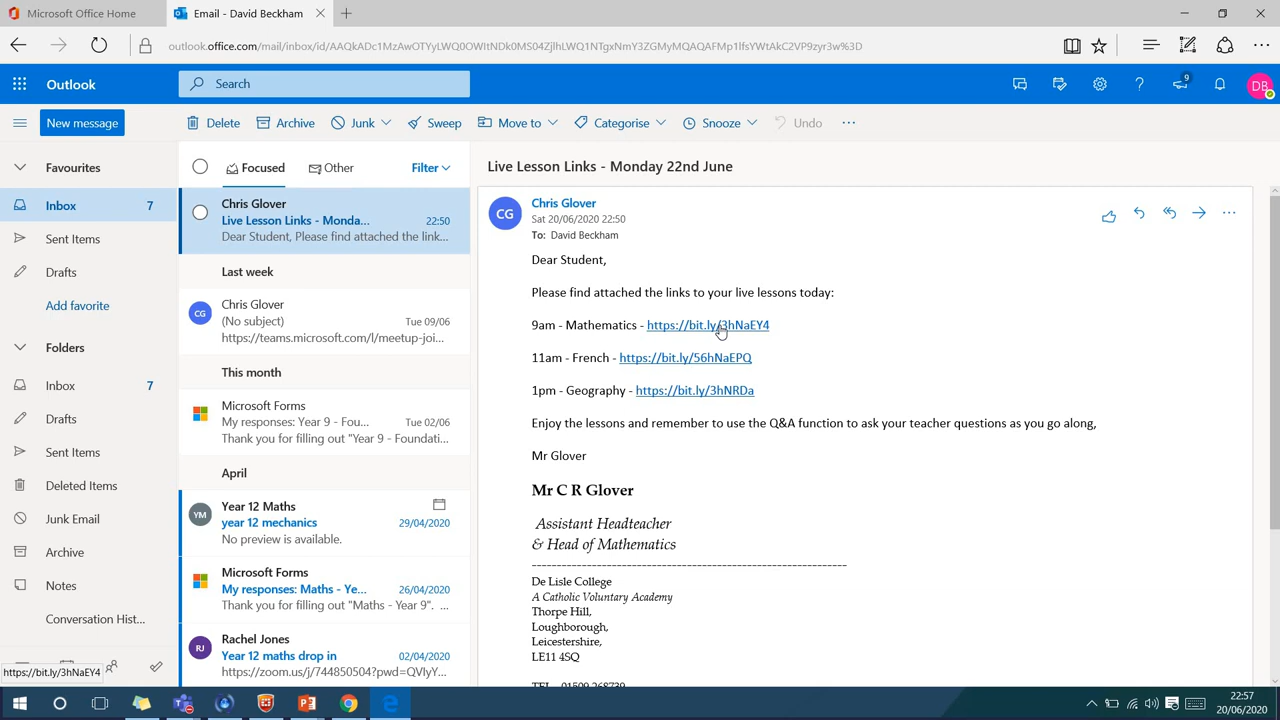 Microsoft Office Home
Email - David Beckham
outlook.office.com/mail/inbox/id/AAQkADc1MzAwOTYyLWQ0OWItNDk0MS04ZjlhLWQ1NTgxNmY3ZGMyMQAQAFMp1lfsYWtAkC2VP9zyr3w%3D
Outlook
Search
9
DB
New message
Delete
Archive
Junk
Sweep
Move to
Categorise
Snooze
Undo
Favourites
Inbox 7
Sent Items
Drafts
Add favorite
Folders
Inbox 7
Drafts
Sent Items
Deleted Items
Junk Email
Archive
Notes
Conversation Hist...
https://bit.ly/3hNaEY4
Focused
Other
Filter
Chris Glover
Live Lesson Links - Monda... 22:50
Dear Student, Please find attached the link...
Last week
CG
Chris Glover
(No subject) Tue 09/06
https://teams.microsoft.com/l/meetup-joi...
This month
Microsoft Forms
My responses: Year 9 - Fou... Tue 02/06
Thank you for filling out "Year 9 - Foundati...
April
YM
Year 12 Maths
year 12 mechanics 29/04/2020
No preview is available.
Microsoft Forms
My responses: Maths - Ye... 26/04/2020
Thank you for filling out "Maths - Year 9". ...
RJ
Rachel Jones
Year 12 maths drop in 02/04/2020
https://zoom.us/j/744850504?pwd=QVlyY...
Live Lesson Links - Monday 22nd June
CG
Chris Glover
Sat 20/06/2020 22:50
To: David Beckham
Dear Student,
Please find attached the links to your live lessons today:
9am - Mathematics - https://bit.ly/3hNaEY4
11am - French - https://bit.ly/56hNaEPQ
1pm - Geography - https://bit.ly/3hNRDa
Enjoy the lessons and remember to use the Q&A function to ask your teacher questions as you go along,
Mr Glover
Mr C R Glover
Assistant Headteacher
& Head of Mathematics
----------------------------------------------------------------
De Lisle College
A Catholic Voluntary Academy
Thorpe Hill,
Loughborough,
Leicestershire,
LE11 4SQ
22:57
20/06/2020